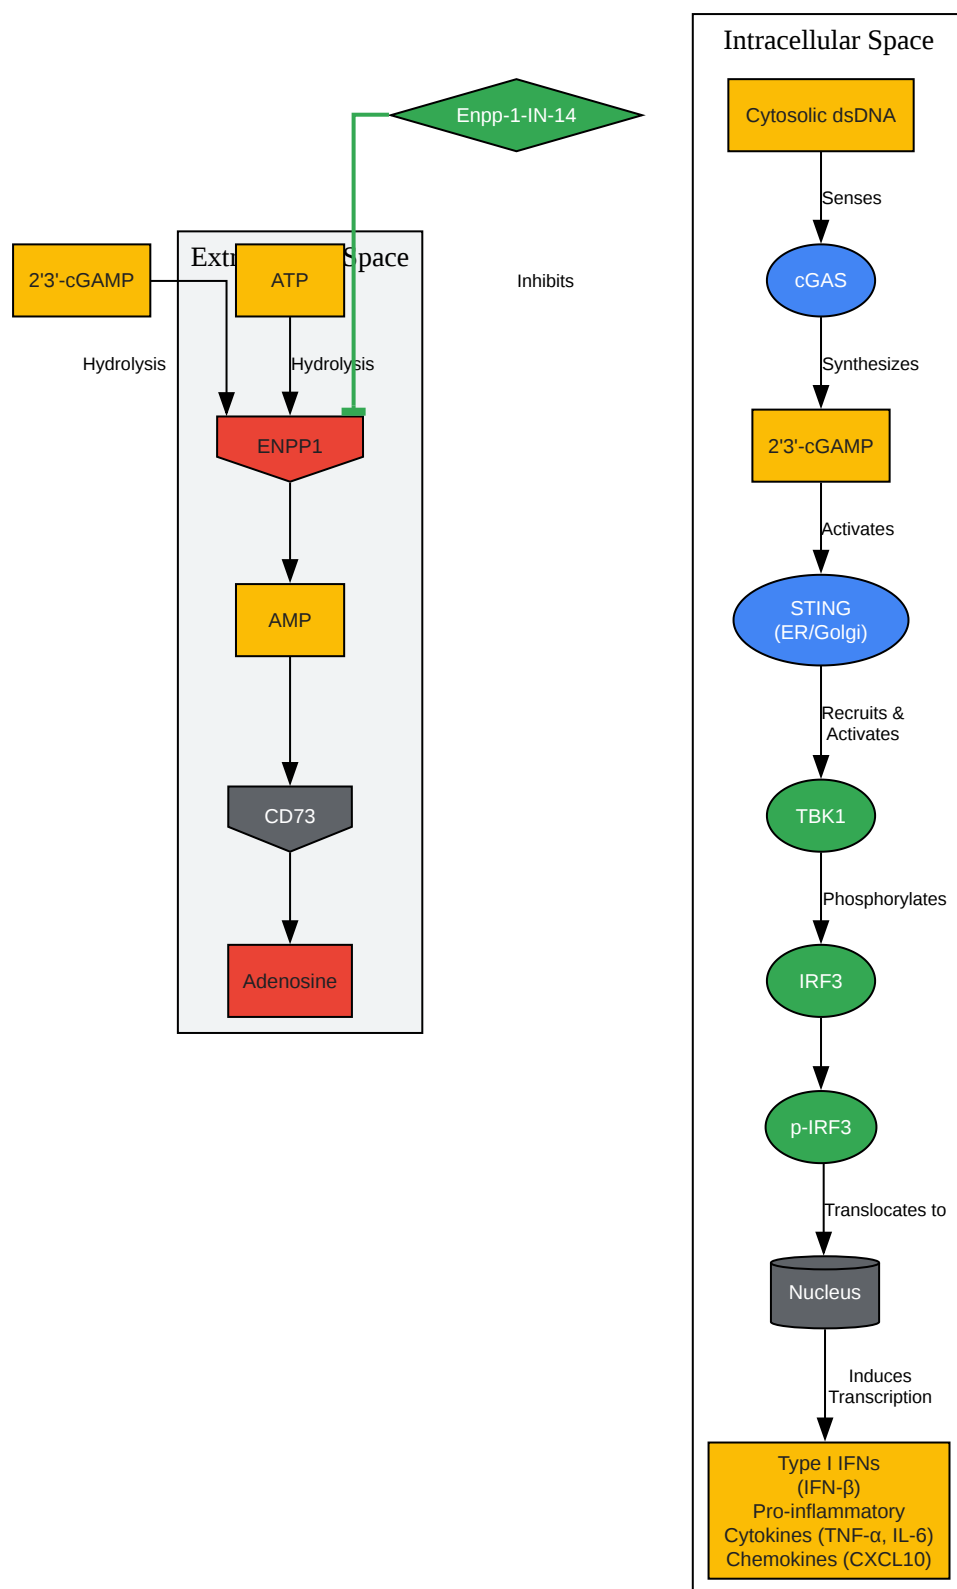 Intracellular Space
Enpp-1-IN-14
Cytosolic dsDNA
Senses
Extr Space
2'3'-cGAMP
ATP
Inhibits
cGAS
Hydrolysis
Hydrolysis
Synthesizes
ENPP1
2'3'-cGAMP
Activates
AMP
STING
(ER/Golgi)
Recruits &
Activates
CD73
TBK1
Phosphorylates
Adenosine
IRF3
p-IRF3
Translocates to
Nucleus
Induces
Transcription
Type I IFNs
(IFN-β)
Pro-inflammatory
Cytokines (TNF-α, IL-6)
Chemokines (CXCL10)